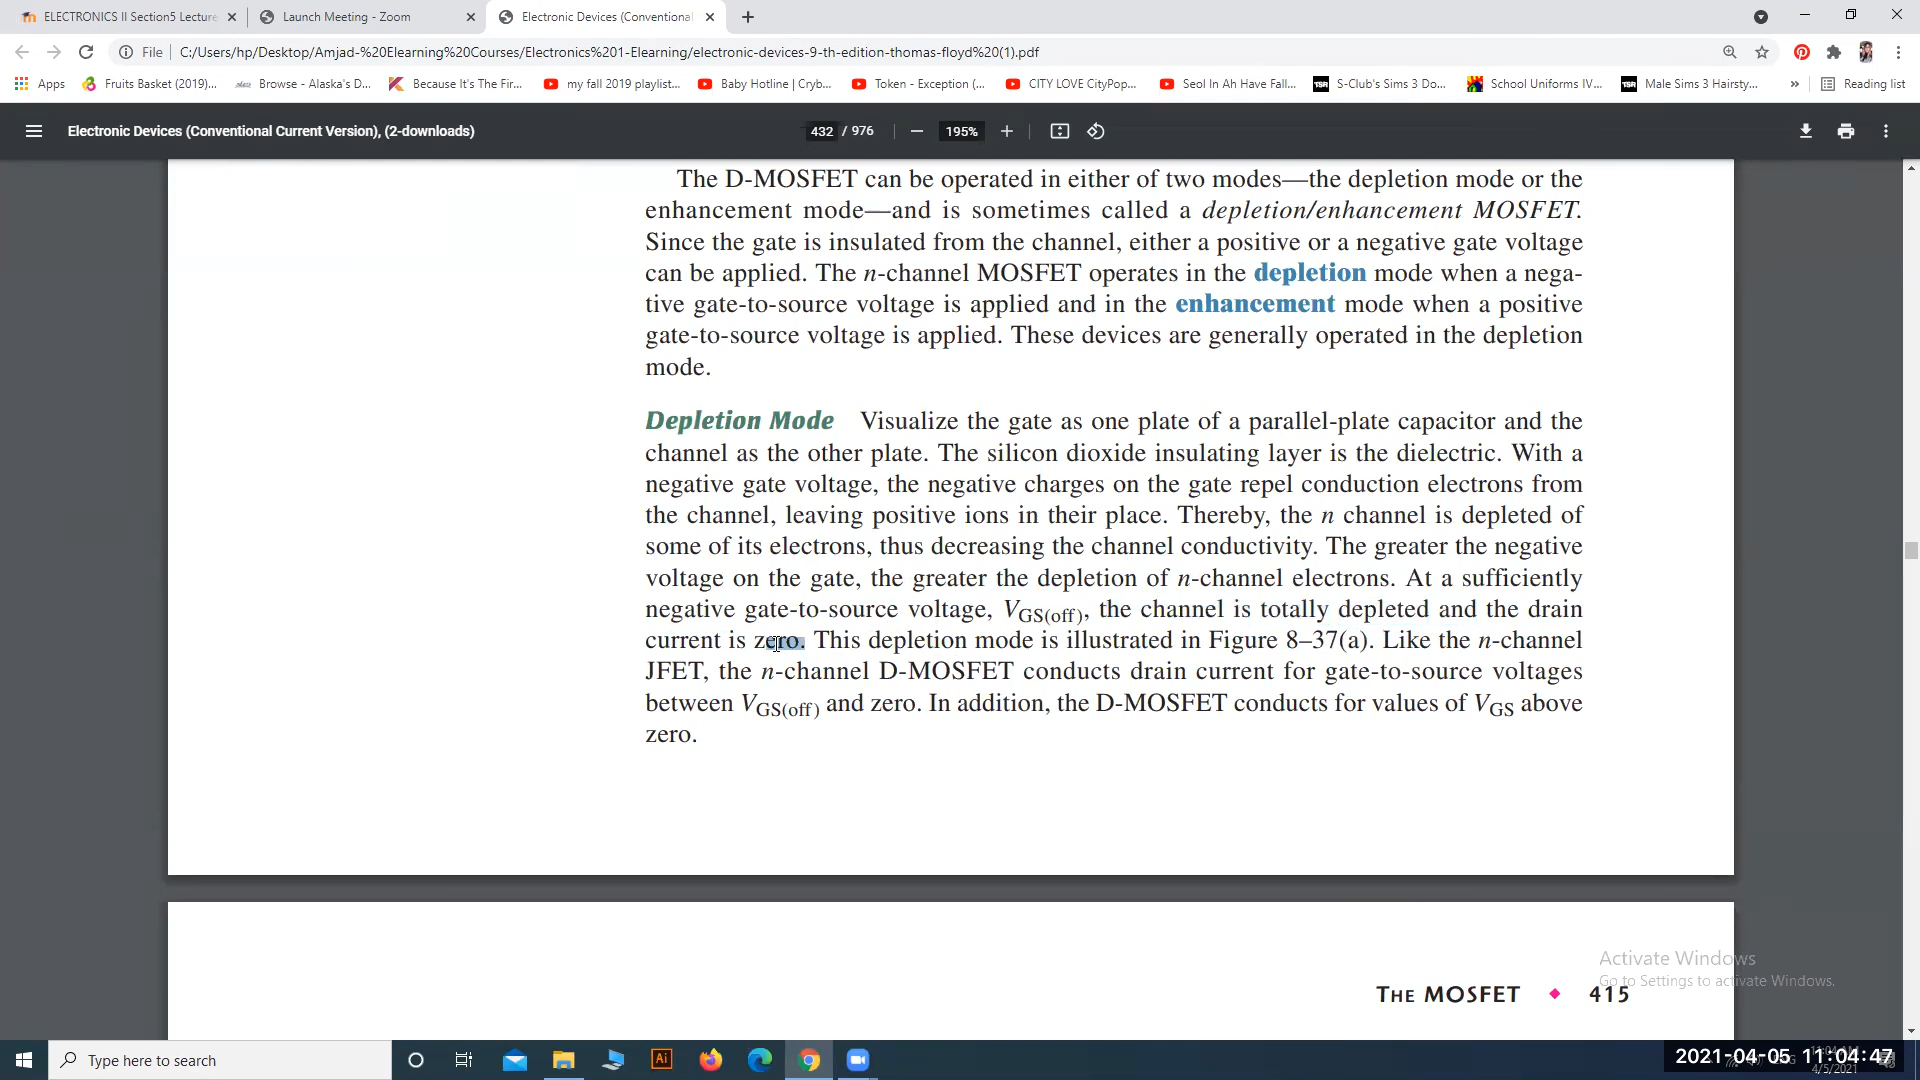 ELECTRONICS II Section5 Lecture
Launch Meeting - Zoom
Electronic Devices (Conventional
File
C:/Users/hp/Desktop/Amjad-%20Elearning%20Courses/Electronics%201-Elearning/electronic-devices-9-th-edition-thomas-floyd%20(1).pdf
Apps
Fruits Basket (2019)...
Browse - Alaska's D...
Because It's The Fir...
my fall 2019 playlist...
Baby Hotline | Cryb...
Token - Exception (...
CITY LOVE CityPop...
Seol In Ah Have Fall...
S-Club's Sims 3 Do...
School Uniforms IV...
Male Sims 3 Hairsty...
»
Reading list
Electronic Devices (Conventional Current Version), (2-downloads)
432 / 976
195%
The D-MOSFET can be operated in either of two modes—the depletion mode or the
enhancement mode—and is sometimes called a depletion/enhancement MOSFET.
Since the gate is insulated from the channel, either a positive or a negative gate voltage
can be applied. The n-channel MOSFET operates in the depletion mode when a nega-
tive gate-to-source voltage is applied and in the enhancement mode when a positive
gate-to-source voltage is applied. These devices are generally operated in the depletion
mode.
Depletion Mode Visualize the gate as one plate of a parallel-plate capacitor and the
channel as the other plate. The silicon dioxide insulating layer is the dielectric. With a
negative gate voltage, the negative charges on the gate repel conduction electrons from
the channel, leaving positive ions in their place. Thereby, the n channel is depleted of
some of its electrons, thus decreasing the channel conductivity. The greater the negative
voltage on the gate, the greater the depletion of n-channel electrons. At a sufficiently
negative gate-to-source voltage, VGS(off), the channel is totally depleted and the drain
current is zero. This depletion mode is illustrated in Figure 8–37(a). Like the n-channel
JFET, the n-channel D-MOSFET conducts drain current for gate-to-source voltages
between VGS(off) and zero. In addition, the D-MOSFET conducts for values of VGS above
zero.
Activate Windows
Go to Settings to activate Windows.
THE MOSFET ◆ 415
Type here to search
Ai
2021-04-05 11:04:47
4/5/2021